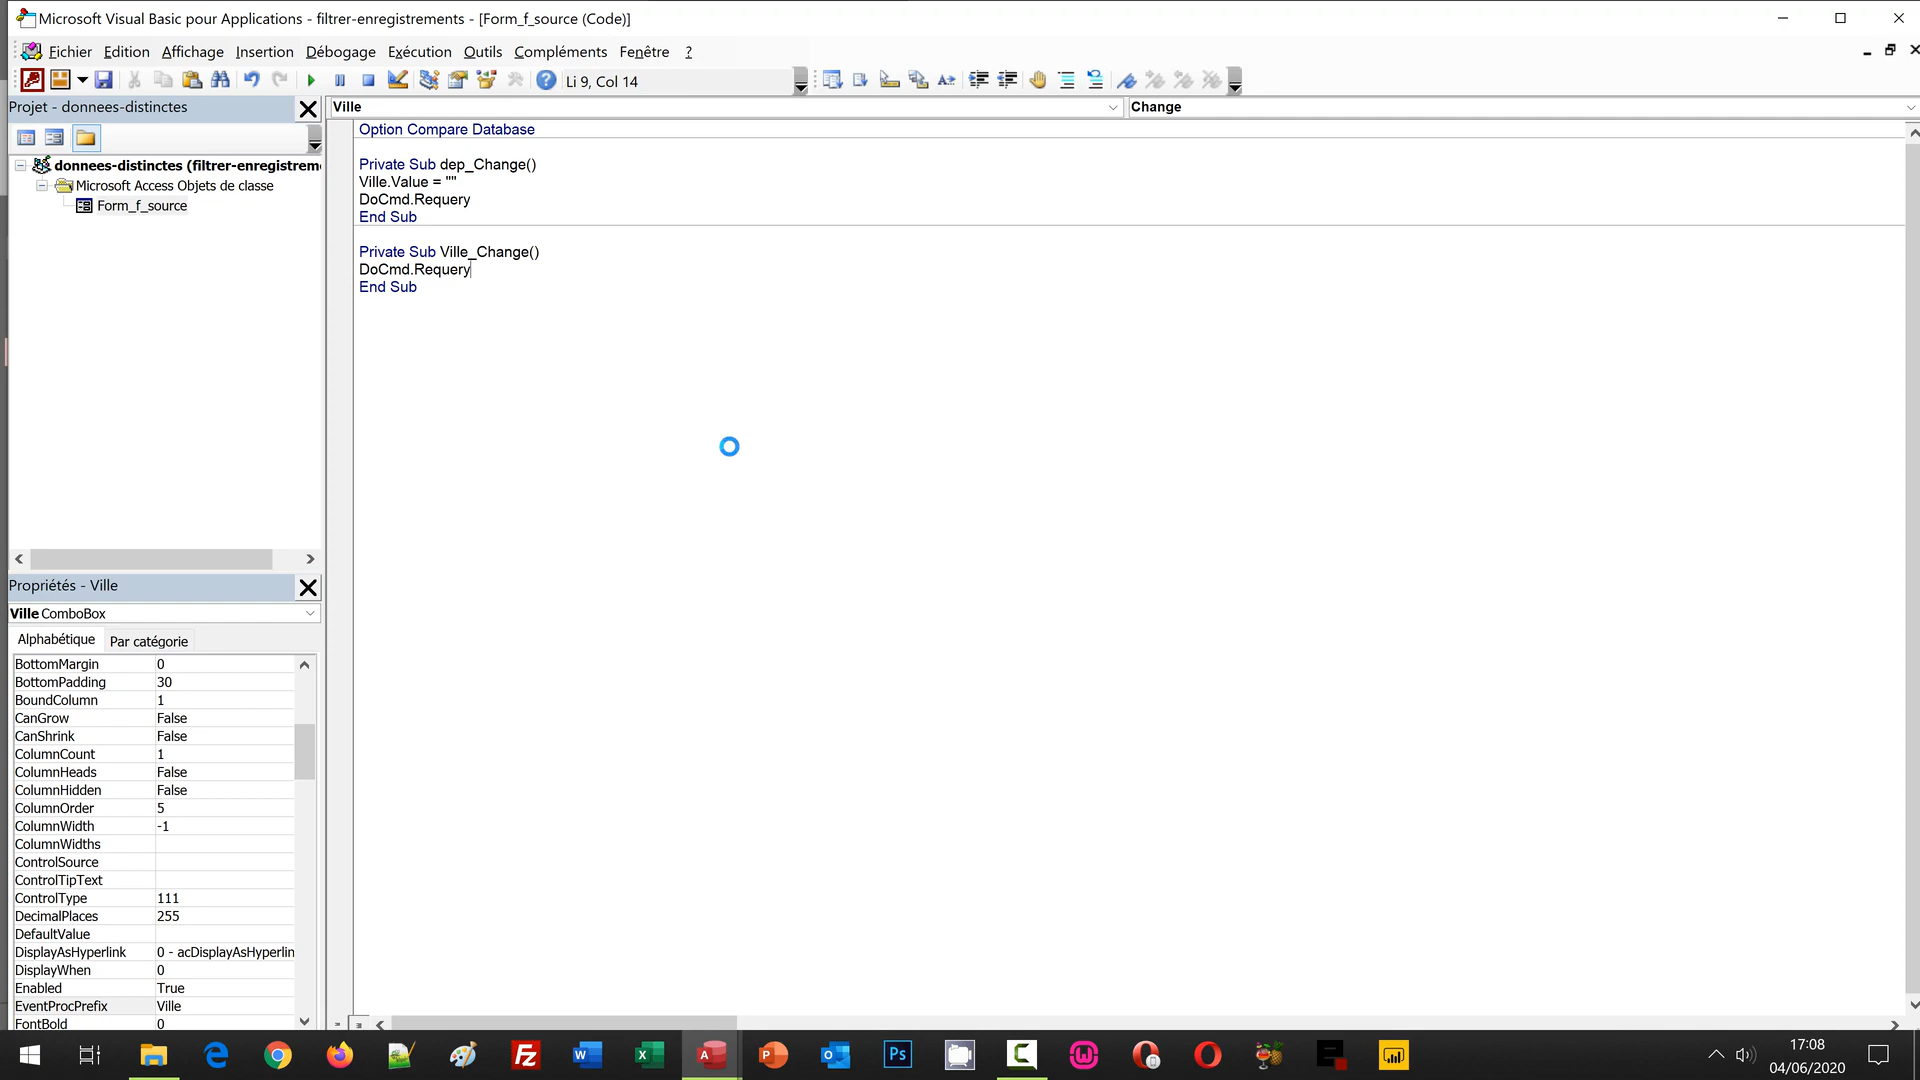 Microsoft Visual Basic pour Applications - filtrer-enregistrements - [Form_f_source (Code)]
Fichier Edition Affichage Insertion Débogage Exécution Outils Compléments Fenêtre ?
Li 9, Col 14
Projet - donnees-distinctes
Ville
Change
donnees-distinctes (filtrer-enregistrem
Microsoft Access Objets de classe
Form_f_source
Option Compare Database
Private Sub dep_Change()
Ville.Value = ""
DoCmd.Requery
End Sub
Private Sub Ville_Change()
DoCmd.Requery
End Sub
Propriétés - Ville
Ville ComboBox
Alphabétique Par catégorie
BottomMargin 0
BottomPadding 30
BoundColumn 1
CanGrow False
CanShrink False
ColumnCount 1
ColumnHeads False
ColumnHidden False
ColumnOrder 5
ColumnWidth -1
ColumnWidths
ControlSource
ControlTipText
ControlType 111
DecimalPlaces 255
DefaultValue
DisplayAsHyperlink 0 - acDisplayAsHyperlin
DisplayWhen 0
Enabled True
EventProcPrefix Ville
FontBold 0
17:08
04/06/2020